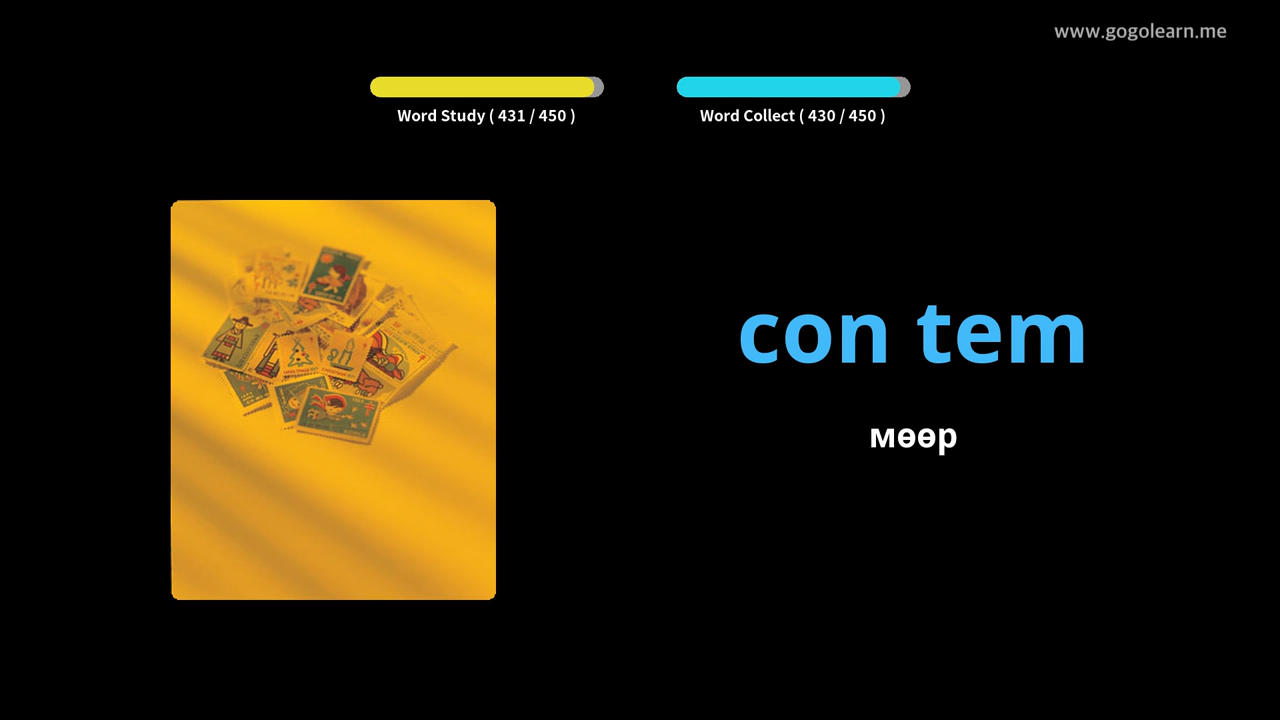 www.gogolearn.me
Word Study ( 431 / 450 )
Word Collect ( 430 / 450 )
con tem
мөөр